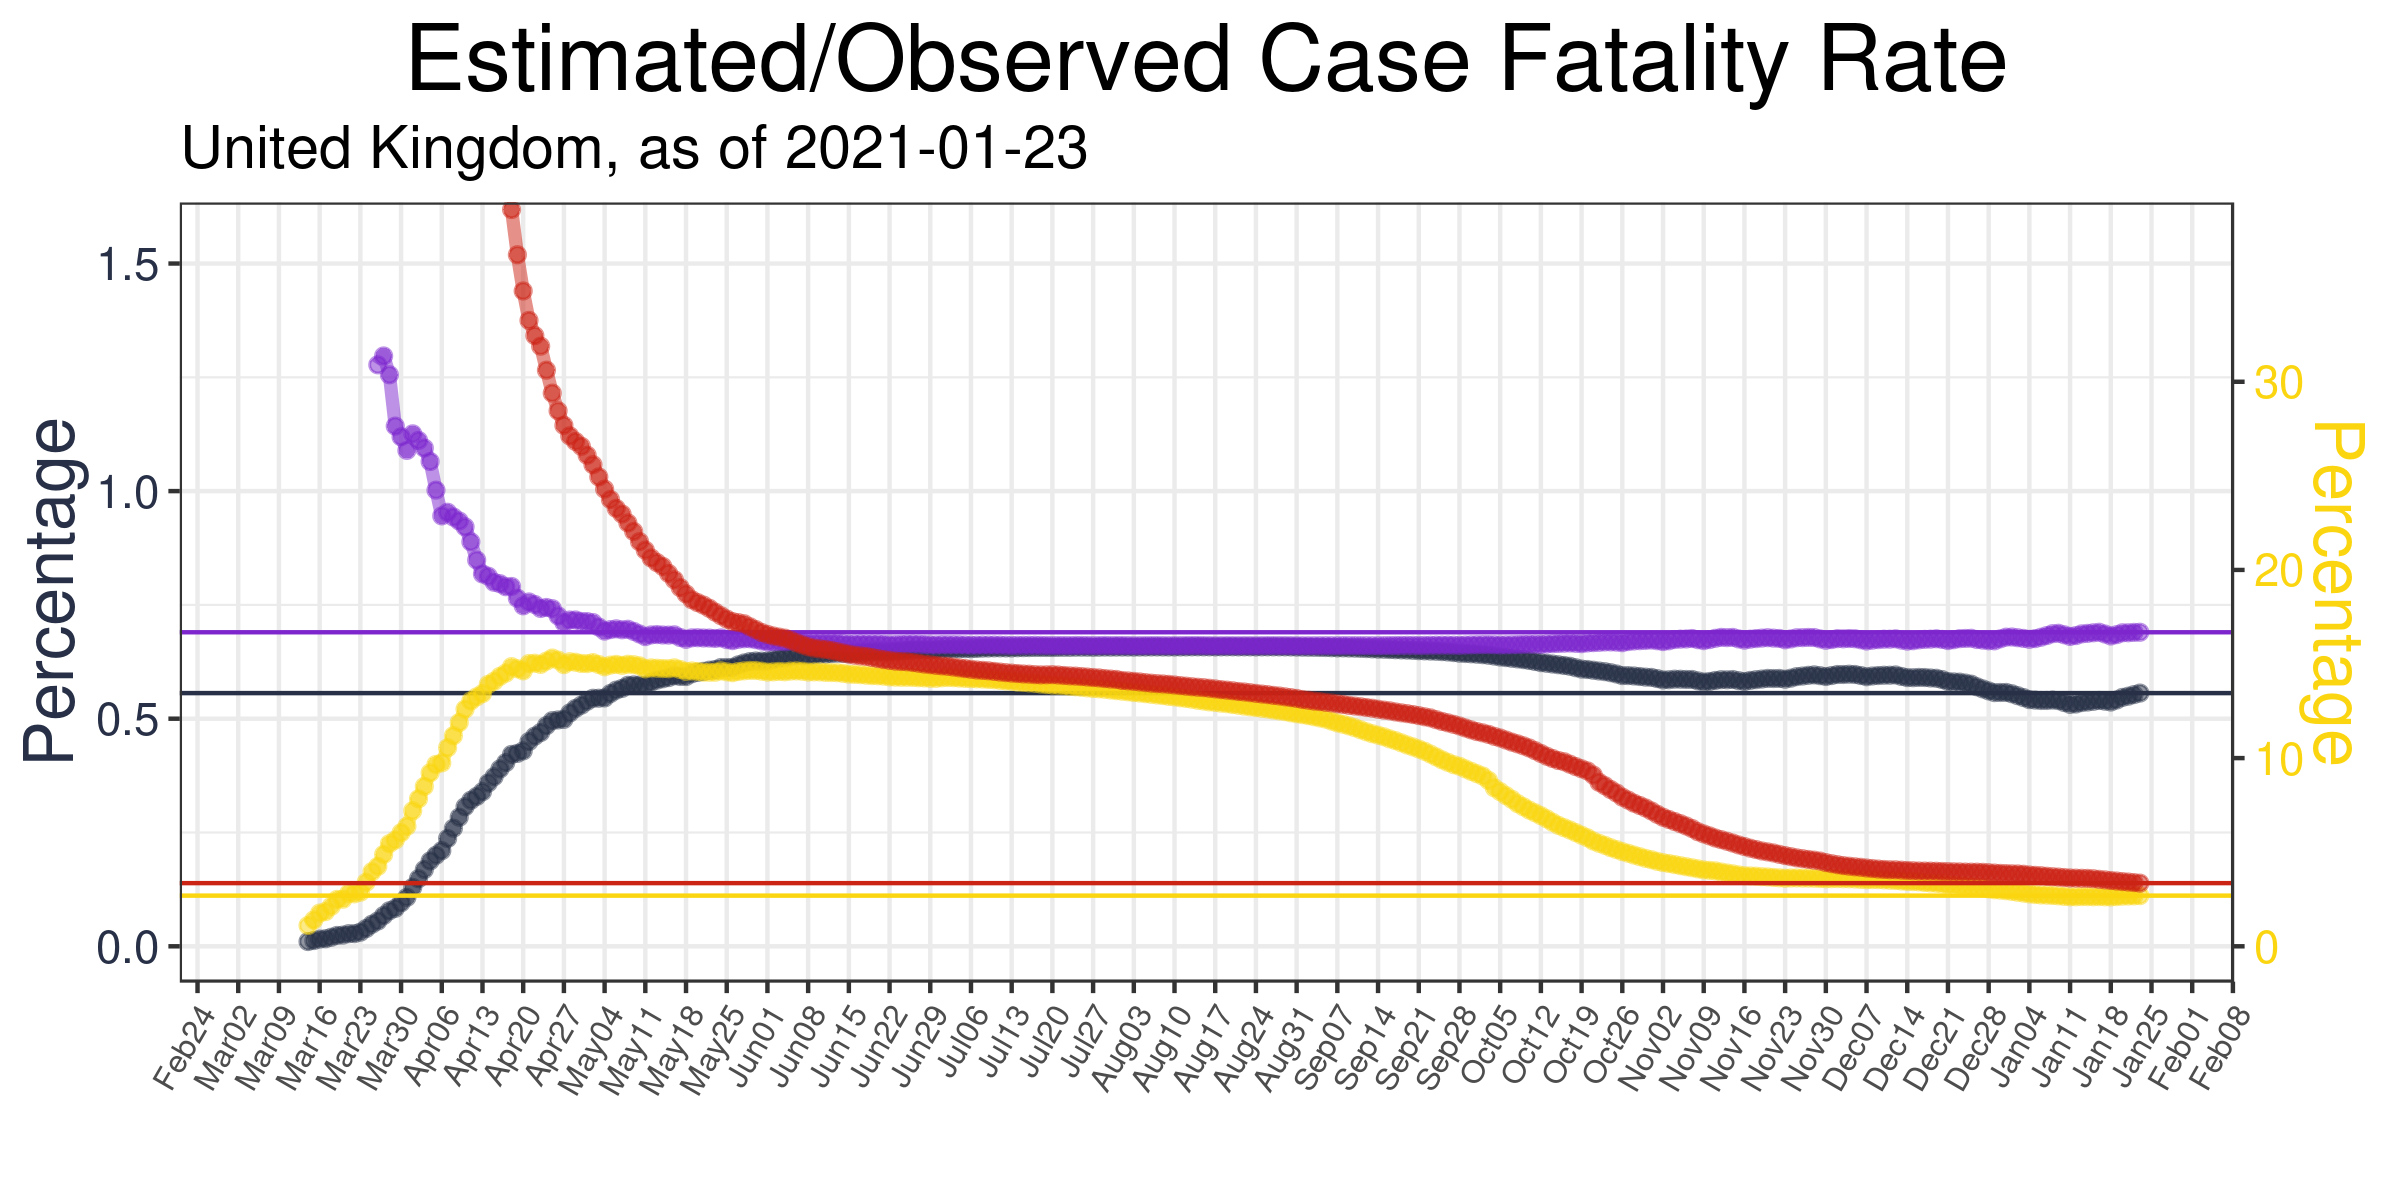 Estimated/Observed Case Fatality Rate
United Kingdom, as of 2021-01-23
Percentage
1.5
1.0
0.5
0.0
30
20
10
0
Percentage
Feb24
Mar02
Mar09
Mar16
Mar23
Mar30
Apr06
Apr13
Apr20
Apr27
May04
May11
May18
May25
Jun01
Jun08
Jun15
Jun22
Jun29
Jul06
Jul13
Jul20
Jul27
Aug03
Aug10
Aug17
Aug24
Aug31
Sep07
Sep14
Sep21
Sep28
Oct05
Oct12
Oct19
Oct26
Nov02
Nov09
Nov16
Nov23
Nov30
Dec07
Dec14
Dec21
Dec28
Jan04
Jan11
Jan18
Jan25
Feb01
Feb08